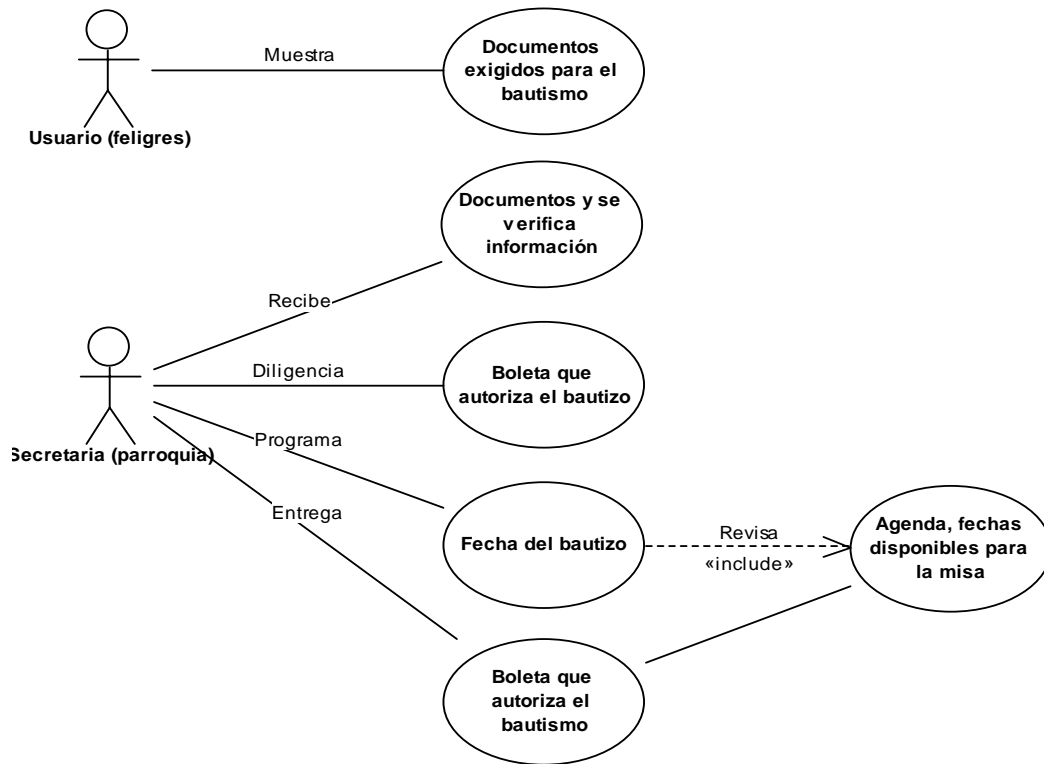 Muestra
Documentos
exigidos para el
bautismo
Usuario (feligres)
Documentos y se
verifica
información
Recibe
Diligencia
Boleta que
autoriza el bautizo
Secretaria (parroquia)
Programa
Entrega
Fecha del bautizo
Revisa
«include»
Agenda, fechas
disponibles para
la misa
Boleta que
autoriza el
bautismo